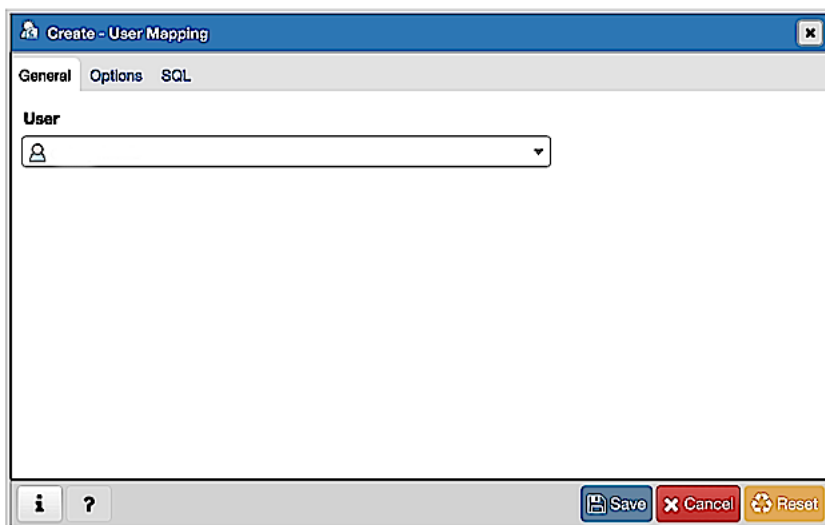 Create - User Mapping
General Options SQL
User
i ? Save Cancel Reset